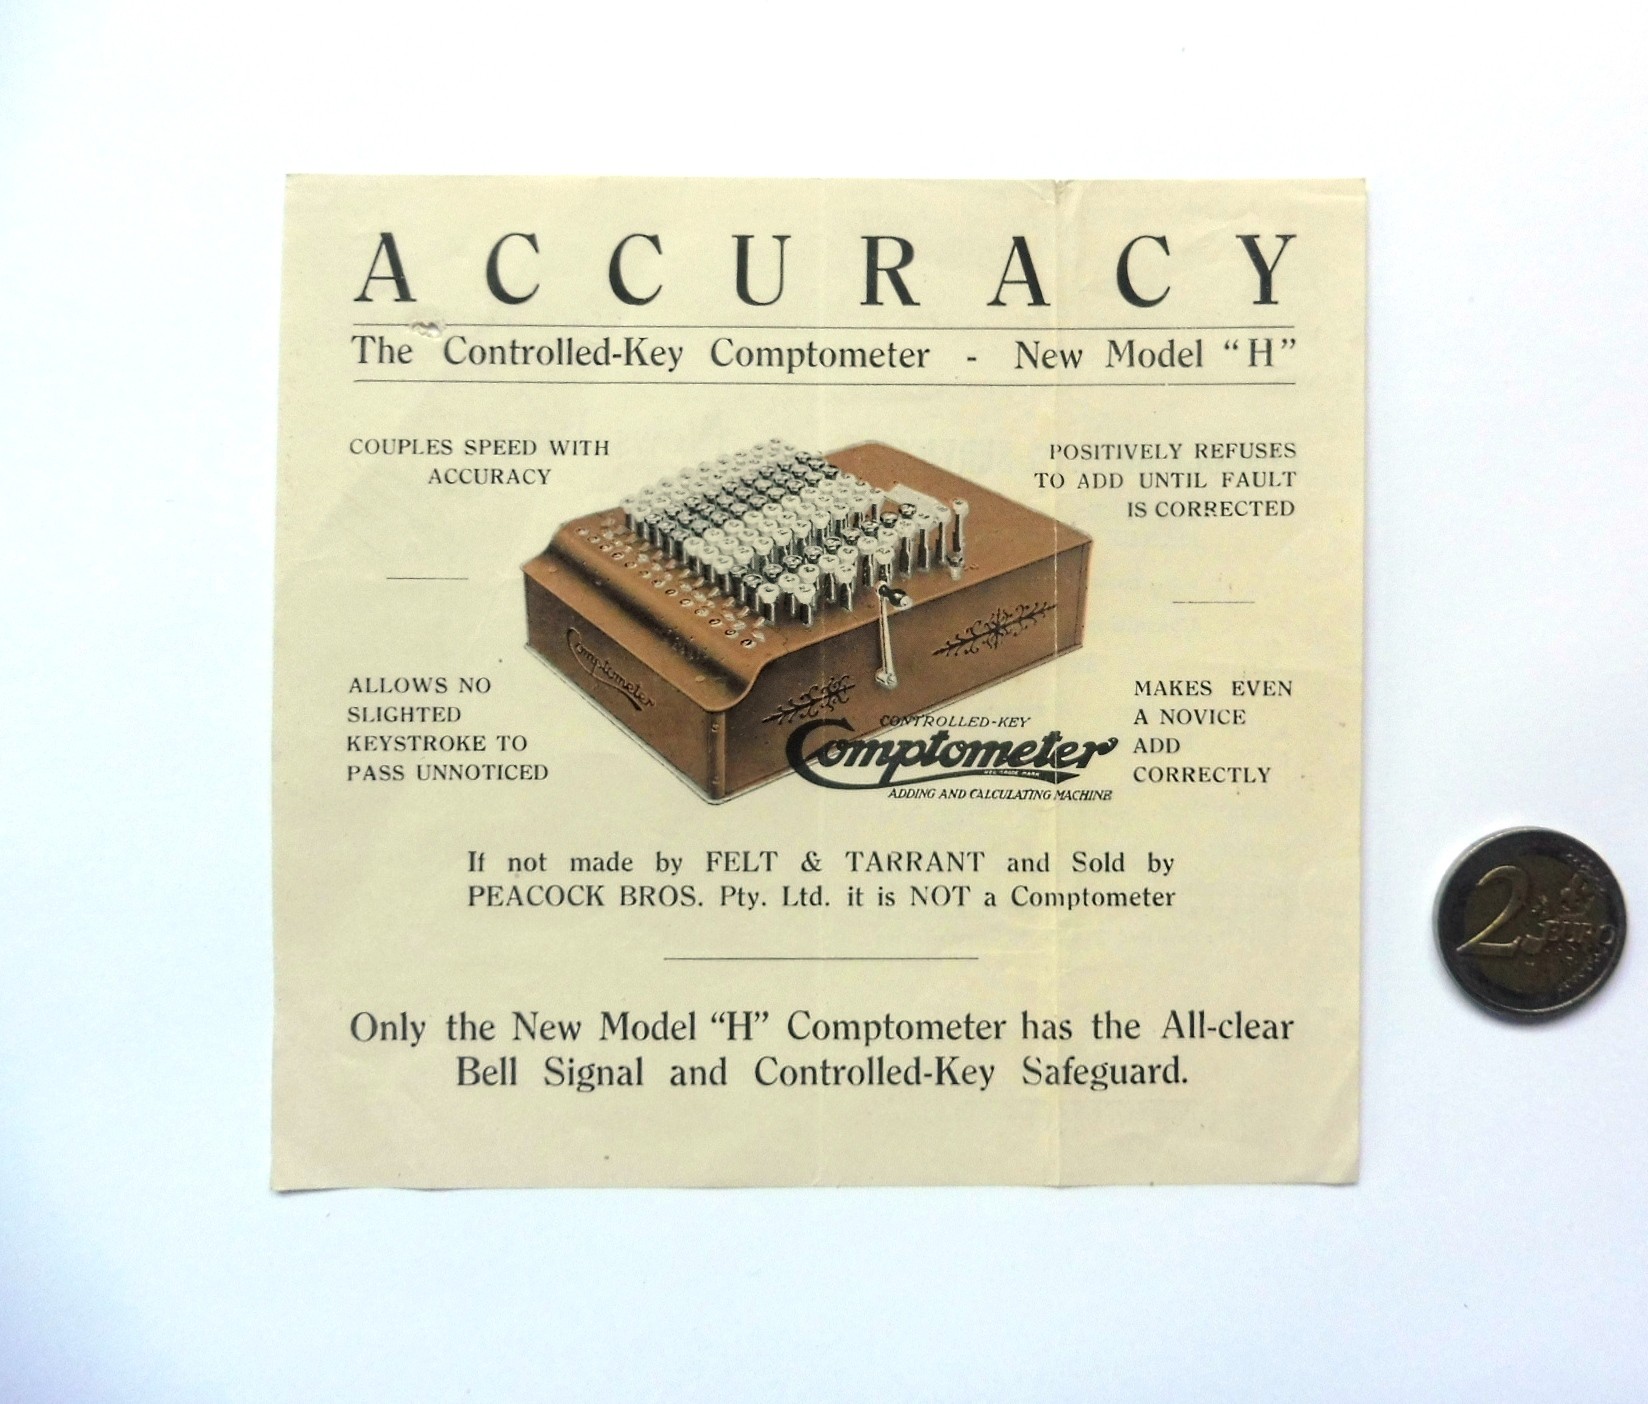 ACCURACY
The Controlled-Key Comptometer - New Model “H”
COUPLES SPEED WITH
ACCURACY
POSITIVELY REFUSES
TO ADD UNTIL FAULT
IS CORRECTED
ALLOWS NO
SLIGHTED
KEYSTROKE TO
PASS UNNOTICED
Comptometer
CONTROLLED-KEY
Comptometer
REG. TRADE MARK
ADDING AND CALCULATING MACHINE
MAKES EVEN
A NOVICE
ADD
CORRECTLY
If not made by FELT & TARRANT and Sold by
PEACOCK BROS. Pty. Ltd. it is NOT a Comptometer
Only the New Model “H” Comptometer has the All-clear
Bell Signal and Controlled-Key Safeguard.
2 EURO